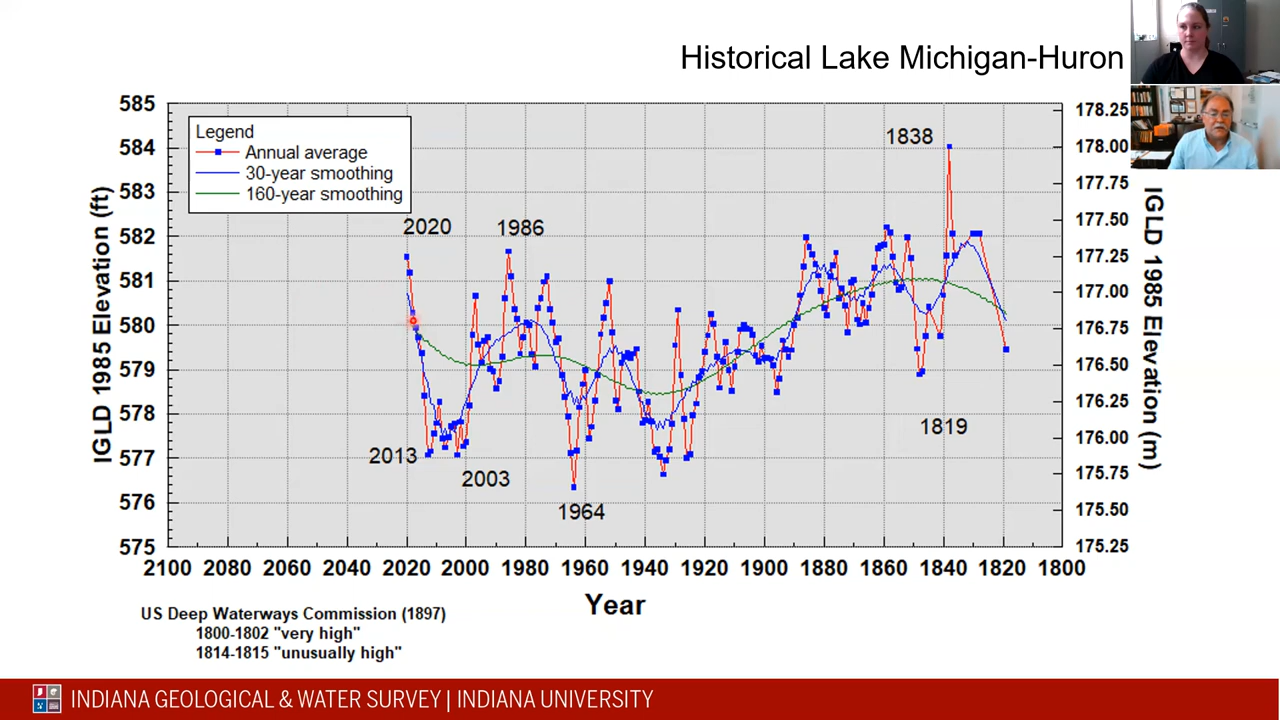 Historical Lake Michigan-Huron
585
584
583
582
581
580
579
578
577
576
575
IGLD 1985 Elevation (ft)
Legend
Annual average
30-year smoothing
160-year smoothing
2020
1986
1838
2013
2003
1964
1819
178.25
178.00
177.75
177.50
177.25
177.00
176.75
176.50
176.25
176.00
175.75
175.50
175.25
IGLD 1985 Elevation (m)
2100 2080 2060 2040 2020 2000 1980 1960 1940 1920 1900 1880 1860 1840 1820 1800
Year
US Deep Waterways Commission (1897)
1800-1802 "very high"
1814-1815 "unusually high"
INDIANA GEOLOGICAL & WATER SURVEY | INDIANA UNIVERSITY